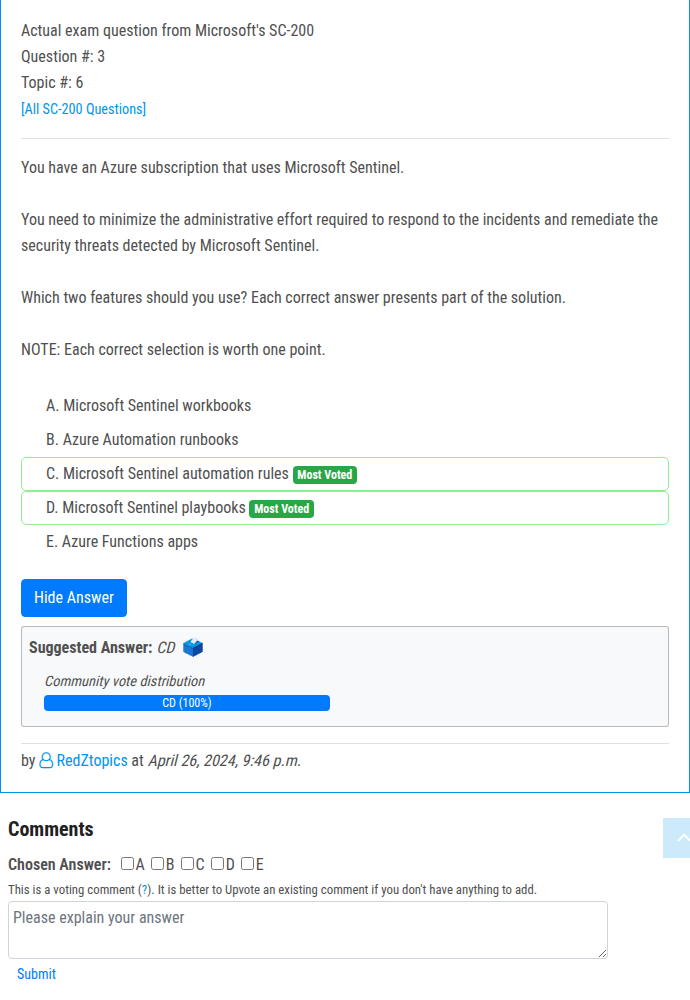 Actual exam question from Microsoft's SC-200
Question #: 3
Topic #: 6
[All SC-200 Questions]
You have an Azure subscription that uses Microsoft Sentinel.
You need to minimize the administrative effort required to respond to the incidents and remediate the
security threats detected by Microsoft Sentinel.
Which two features should you use? Each correct answer presents part of the solution.
NOTE: Each correct selection is worth one point.
A. Microsoft Sentinel workbooks
B. Azure Automation runbooks
C. Microsoft Sentinel automation rules Most Voted
D. Microsoft Sentinel playbooks Most Voted
E. Azure Functions apps
Hide Answer
Suggested Answer: CD
Community vote distribution
CD (100%)
by RedZtopics at April 26, 2024, 9:46 p.m.
Comments
Chosen Answer: A B C D E
This is a voting comment (?). It is better to Upvote an existing comment if you don't have anything to add.
Please explain your answer
Submit